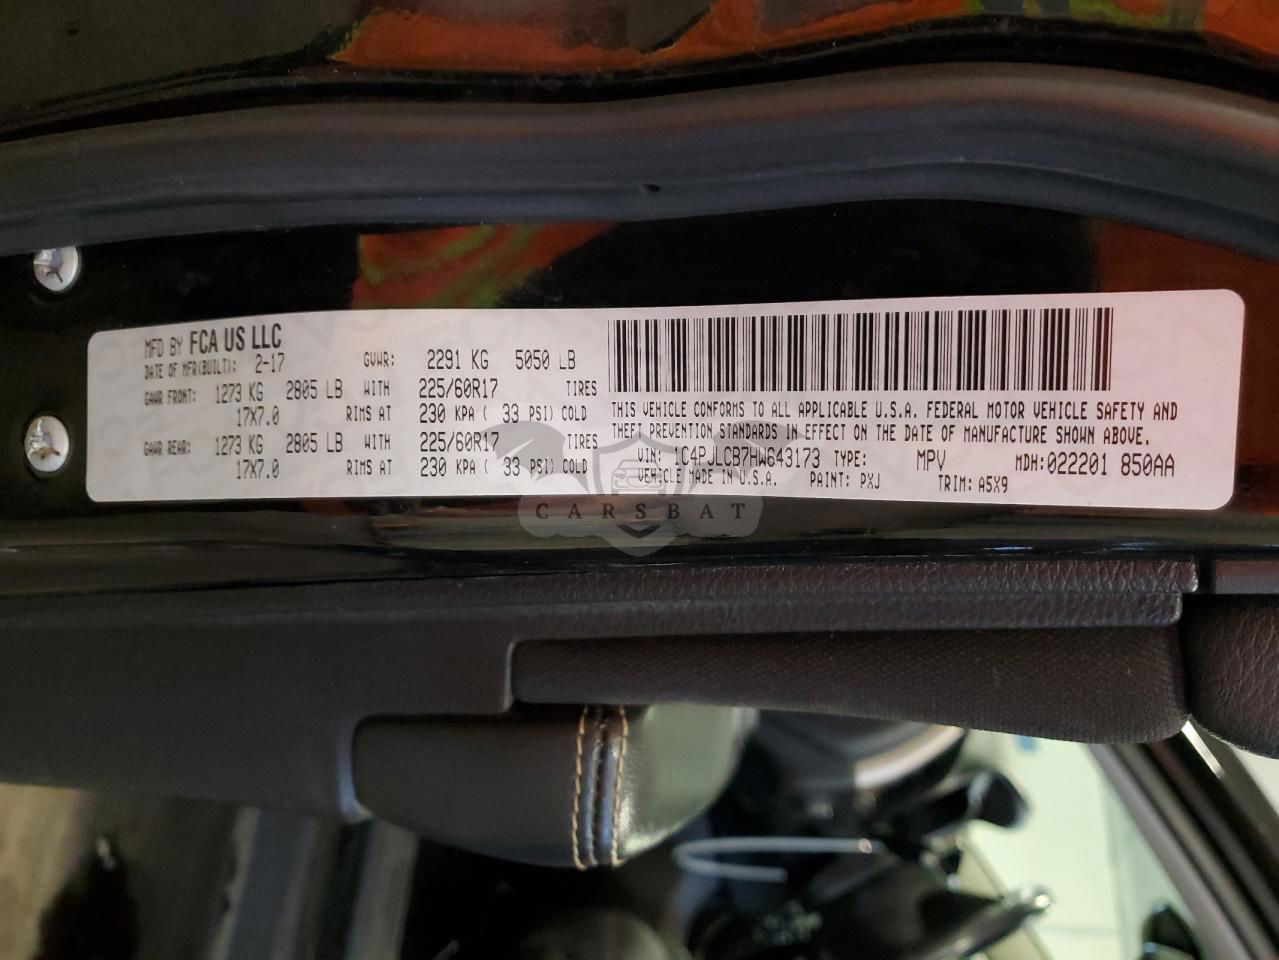 MFD BY FCA US LLC
DATE OF MFR(BUILT): 2-17 GVWR: 2291 KG 5050 LB
GAWR FRONT: 1273 KG 2805 LB WITH 225/60R17 TIRES
17X7.0 RIMS AT 230 KPA ( 33 PSI) COLD
GAWR REAR: 1273 KG 2805 LB WITH 225/60R17 TIRES
17X7.0 RIMS AT 230 KPA ( 33 PSI) COLD
THIS VEHICLE CONFORMS TO ALL APPLICABLE U.S.A. FEDERAL MOTOR VEHICLE SAFETY AND
THEFT PREVENTION STANDARDS IN EFFECT ON THE DATE OF MANUFACTURE SHOWN ABOVE.
VIN: 1C4PJLCB7HW643173 TYPE: MPV MDH:022201 850AA
VEHICLE MADE IN U.S.A. PAINT: PXJ TRIM: A5X9
CARSBAT